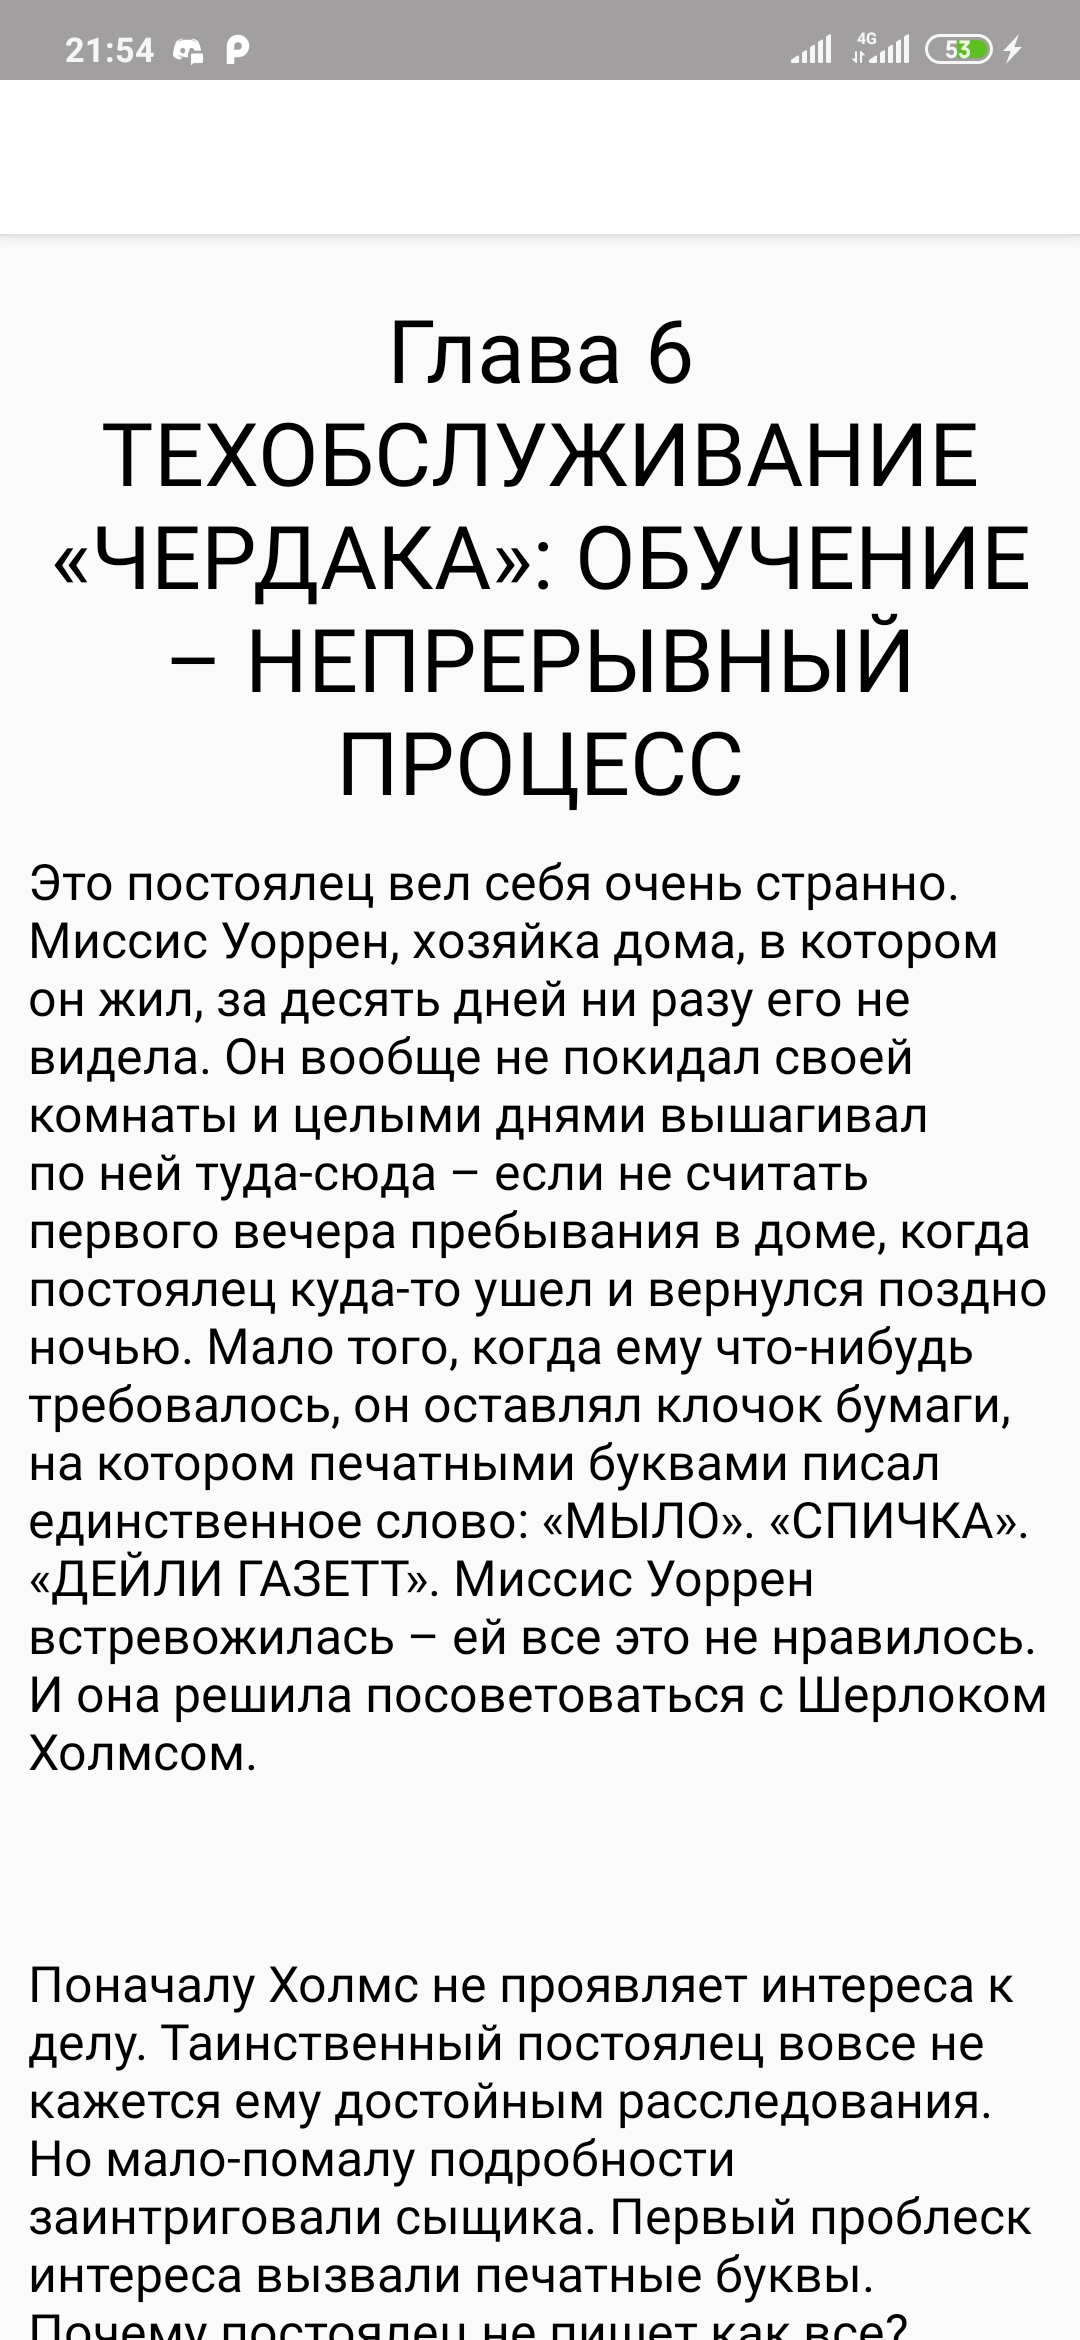 21:54
4G
53
Глава 6
ТЕХОБСЛУЖИВАНИЕ
«ЧЕРДАКА»: ОБУЧЕНИЕ
– НЕПРЕРЫВНЫЙ
ПРОЦЕСС
Это постоялец вел себя очень странно.
Миссис Уоррен, хозяйка дома, в котором
он жил, за десять дней ни разу его не
видела. Он вообще не покидал своей
комнаты и целыми днями вышагивал
по ней туда-сюда – если не считать
первого вечера пребывания в доме, когда
постоялец куда-то ушел и вернулся поздно
ночью. Мало того, когда ему что-нибудь
требовалось, он оставлял клочок бумаги,
на котором печатными буквами писал
единственное слово: «МЫЛО». «СПИЧКА».
«ДЕЙЛИ ГАЗЕТТ». Миссис Уоррен
встревожилась – ей все это не нравилось.
И она решила посоветоваться с Шерлоком
Холмсом.
Поначалу Холмс не проявляет интереса к
делу. Таинственный постоялец вовсе не
кажется ему достойным расследования.
Но мало-помалу подробности
заинтриговали сыщика. Первый проблеск
интереса вызвали печатные буквы.
Почему постоялец не пишет как все?